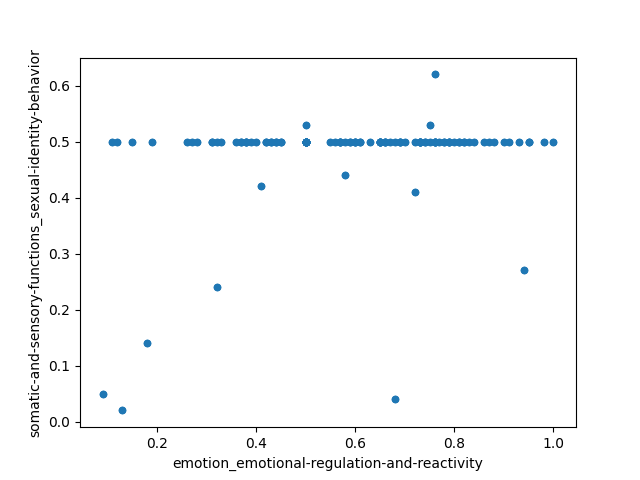 somatic-and-sensory-functions_sexual-identity-behavior
0.6
0.5
0.4
0.3
0.2
0.1
0.0
0.2 0.4 0.6 0.8 1.0
emotion_emotional-regulation-and-reactivity